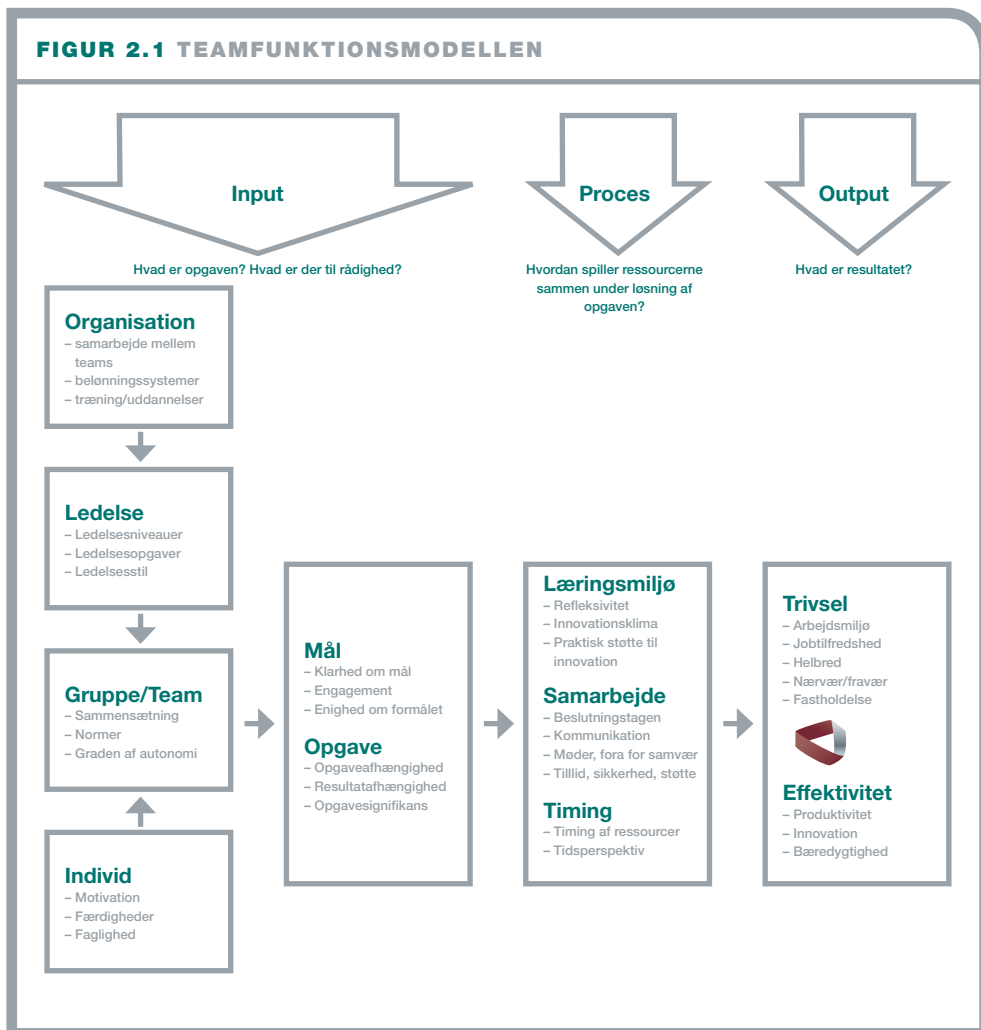 FIGUR 2.1 TEAMFUNKTIONSMODELLEN
Input
Proces
Output
Hvad er opgaven? Hvad er der til rådighed?
Hvordan spiller ressourcerne
sammen under løsning af
opgaven?
Hvad er resultatet?
Organisation
– samarbejde mellem
teams
– belønningssystemer
– træning/uddannelser
Ledelse
– Ledelsesniveauer
– Ledelsesopgaver
– Ledelsesstil
Gruppe/Team
– Sammensætning
– Normer
– Graden af autonomi
Individ
– Motivation
– Færdigheder
– Faglighed
Mål
– Klarhed om mål
– Engagement
– Enighed om formålet
Opgave
– Opgaveafhængighed
– Resultatafhængighed
– Opgavesignifikans
Læringsmiljø
– Refleksivitet
– Innovationsklima
– Praktisk støtte til
innovation
Samarbejde
– Beslutningstagen
– Kommunikation
– Møder, fora for samvær
– Tilllid, sikkerhed, støtte
Timing
– Timing af ressourcer
– Tidsperspektiv
Trivsel
– Arbejdsmiljø
– Jobtilfredshed
– Helbred
– Nærvær/fravær
– Fastholdelse
Effektivitet
– Produktivitet
– Innovation
– Bæredygtighed